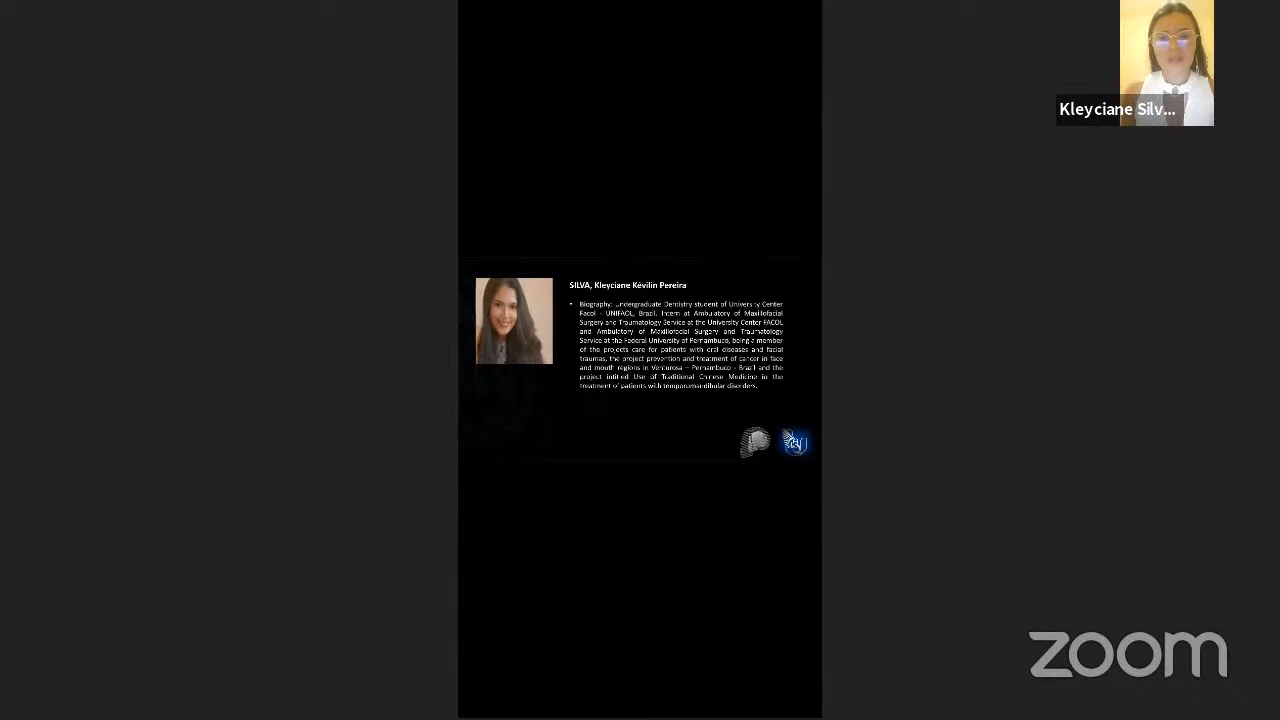 Kleyciane Silv...
SILVA, Kleyciane Kévilin Pereira
• Biography: Undergraduate Dentistry student of University Center
Facol - UNIFAOL, Brazil. Intern at Ambulatory of Maxillofacial
Surgery and Traumatology Service at the University Center FACOL
and Ambulatory of Maxillofacial Surgery and Traumatology
Service at the Federal University of Pernambuco, being a member
of the projects care for patients with oral diseases and facial
traumas, the project prevention and treatment of cancer in face
and mouth regions in Venturosa – Pernambuco - Brazil and the
project intitled Use of Traditional Chinese Medicine in the
treatment of patients with temporomandibular disorders.
zoom